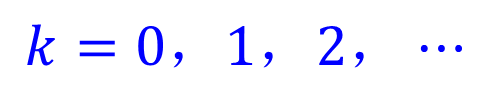 k = 0，1，2， ⋯